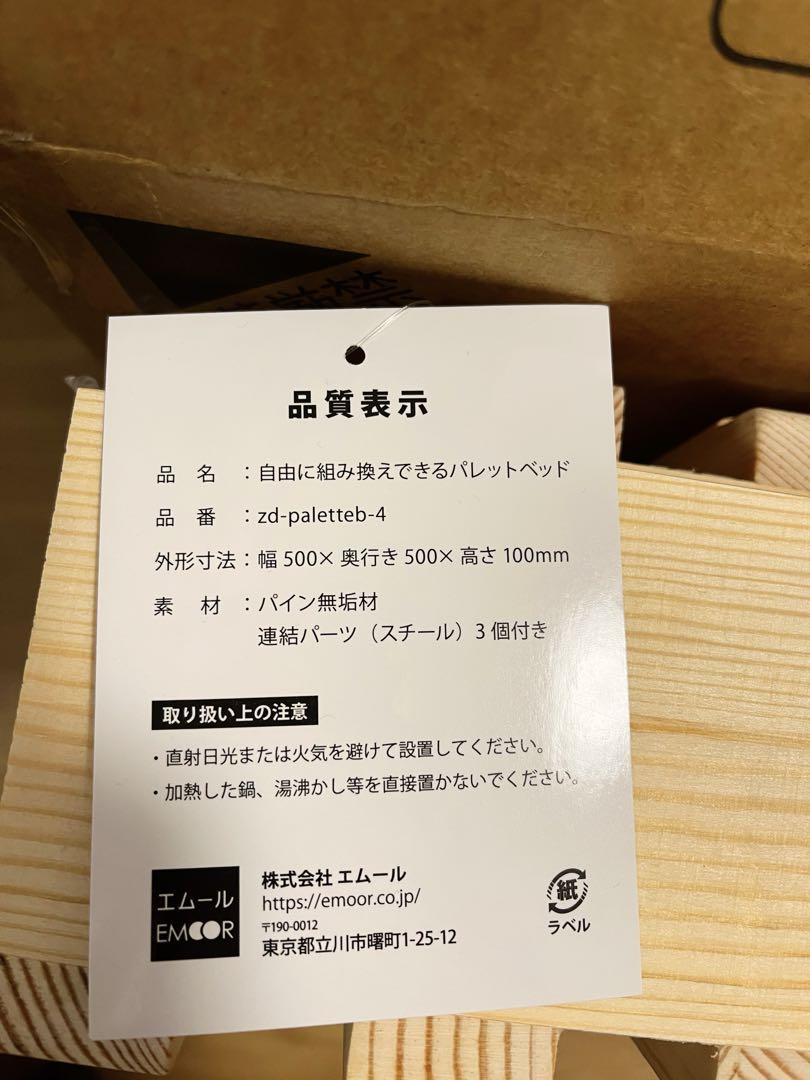 品質表示
品 名 ：自由に組み換えできるパレットベッド
品 番 ：zd-paletteb-4
外形寸法：幅 500× 奥行き 500× 高さ 100mm
素 材 ：パイン無垢材
連結パーツ（スチール）3 個付き
取り扱い上の注意
・直射日光または火気を避けて設置してください。
・加熱した鍋、湯沸かし等を直接置かないでください。
エムール
EMOOR
株式会社 エムール
https://emoor.co.jp/
〒190-0012
東京都立川市曙町1-25-12
紙
ラベル